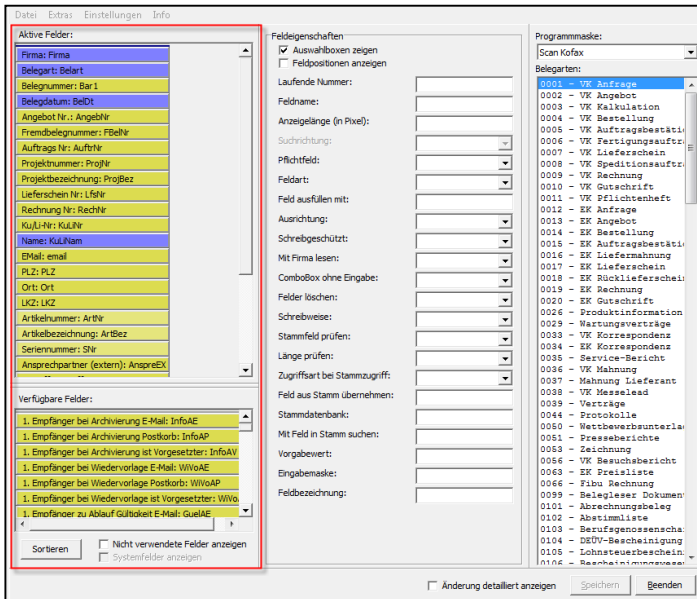 Datei Extras Einstellungen Info
Aktive Felder:
Firma: Firma
Belegart: Belart
Belegnummer: Bar1
Belegdatum: BelDt
Angebot Nr.: AngebNr
Fremdbelegnummer: FBelNr
Auftrags Nr: AuftrNr
Projektnummer: ProjNr
Projektbezeichnung: ProjBez
Lieferschein Nr: LfsNr
Rechnung Nr: RechNr
Ku/Li-Nr: KuLiNr
Name: KuLiNam
EMail: email
PLZ: PLZ
Ort: Ort
LKZ: LKZ
Artikelnummer: ArtNr
Artikelbezeichnung: ArtBez
Seriennummer: SNr
Ansprechpartner (extern): AnspreEX
Verfügbare Felder:
1. Empfänger bei Archivierung E-Mail: InfoAE
1. Empfänger bei Archivierung Postkorb: InfoAP
1. Empfänger bei Archivierung ist Vorgesetzter: InfoAV
1. Empfänger bei Wiedervorlage E-Mail: WiVoAE
1. Empfänger bei Wiedervorlage Postkorb: WiVoAP
1. Empfänger bei Wiedervorlage ist Vorgesetzter: WiVo
1. Empfänger zu Ablauf Gültigkeit E-Mail: GuelAE
Sortieren
Nicht verwendete Felder anzeigen
Systemfelder anzeigen
Feldeigenschaften
Auswahlboxen zeigen
Feldpositionen anzeigen
Laufende Nummer:
Feldname:
Anzeigelänge (in Pixel):
Suchrichtung:
Pflichtfeld:
Feldart:
Feld ausfüllen mit:
Ausrichtung:
Schreibgeschützt:
Mit Firma lesen:
ComboBox ohne Eingabe:
Felder löschen:
Schreibweise:
Stammfeld prüfen:
Länge prüfen:
Zugriffsart bei Stammzugriff:
Feld aus Stamm übernehmen:
Stammdatenbank:
Mit Feld in Stamm suchen:
Vorgabewert:
Eingabemaske:
Feldbezeichnung:
Programmmaske:
Scan Kofax
Belegarten:
0001 - VK Anfrage
0002 - VK Angebot
0003 - VK Kalkulation
0004 - VK Bestellung
0005 - VK Auftragsbestätic
0006 - VK Fertigungsauftra
0007 - VK Lieferschein
0008 - VK Speditionsauftra
0009 - VK Rechnung
0010 - VK Gutschrift
0011 - VK Pflichtenheft
0012 - EK Anfrage
0013 - EK Angebot
0014 - EK Bestellung
0015 - EK Auftragsbestätic
0016 - EK Liefermahnung
0017 - EK Lieferschein
0018 - EK Rücklieferschein
0019 - EK Rechnung
0020 - EK Gutschrift
0026 - Produktinformation
0029 - Wartungsverträge
0033 - VK Korrespondenz
0034 - EK Korrespondenz
0035 - Service-Bericht
0036 - VK Mahnung
0037 - Mahnung Lieferant
0038 - VK Messelead
0039 - Verträge
0044 - Protokolle
0050 - Wettbewerbsunterlac
0051 - Presseberichte
0053 - Zeichnung
0056 - VK Besuchsbericht
0063 - EK Preisliste
0066 - Fibu Rechnung
0099 - Belegleser Dokumen
0101 - Abrechnungsbeleg
0102 - Abstimmliste
0103 - Berufsgenossenscha
0104 - DEÜV-Bescheinigung
0105 - Lohnsteuerbeschein
0106 - Bescheinigungswese
Änderung detailliert anzeigen
Speichern
Beenden